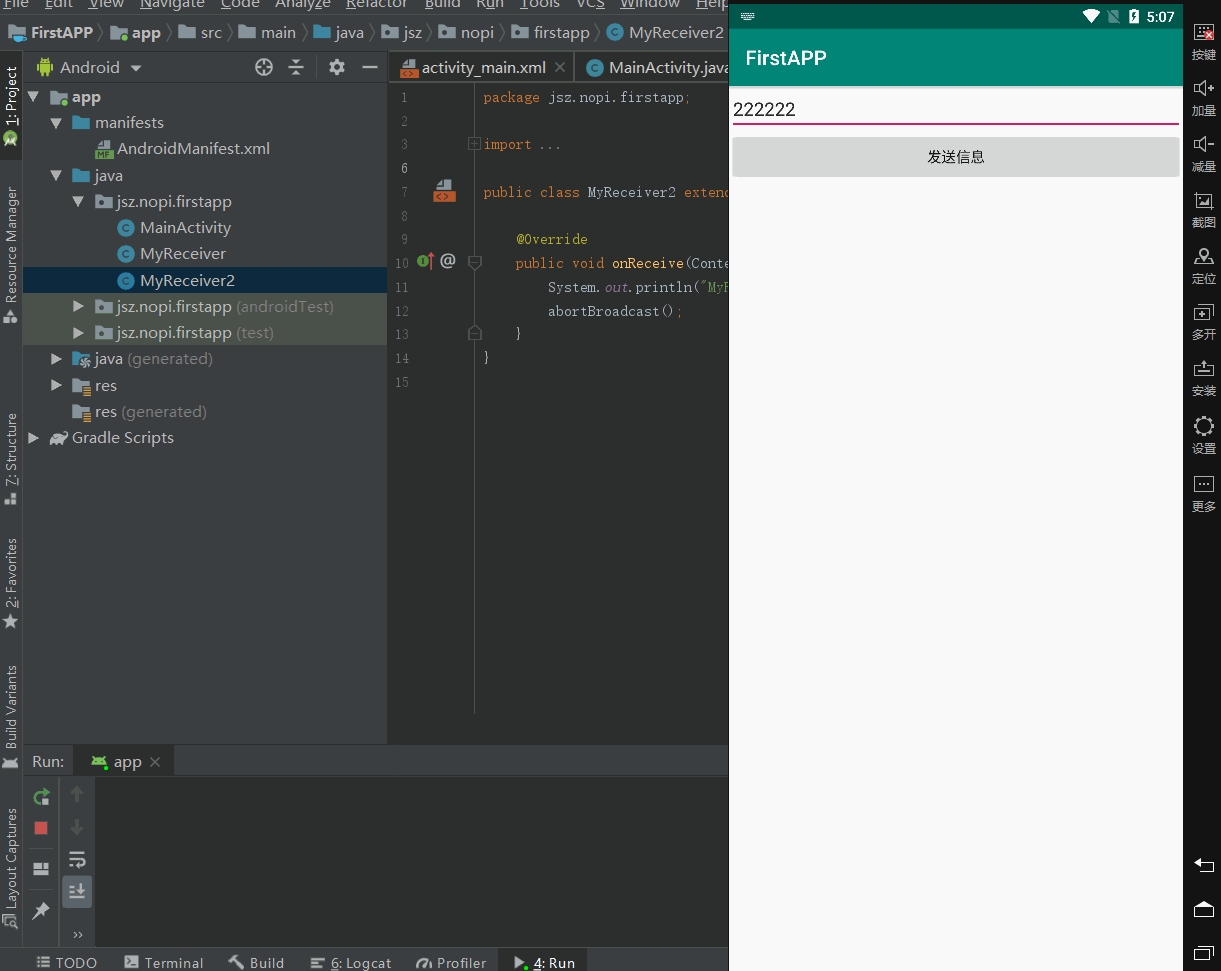 File Edit View Navigate Code Analyze Refactor Build Run Tools VCS Window Help
FirstAPP app src main java jsz nopi firstapp MyReceiver2
Android
activity_main.xml
MainActivity.java
1: Project
Resource Manager
Z: Structure
2: Favorites
Build Variants
Layout Captures
app
manifests
AndroidManifest.xml
java
jsz.nopi.firstapp
MainActivity
MyReceiver
MyReceiver2
jsz.nopi.firstapp (androidTest)
jsz.nopi.firstapp (test)
java (generated)
res
res (generated)
Gradle Scripts
1 package jsz.nopi.firstapp;
2
3 import ...
6
7 public class MyReceiver2 extend
8
9 @Override
10 public void onReceive(Conte
11 System.out.println("MyR
12 abortBroadcast();
13 }
14 }
15
Run: app
TODO Terminal Build 6: Logcat Profiler 4: Run
5:07
FirstAPP
222222
发送信息
按键
加量
减量
截图
定位
多开
安装
设置
更多